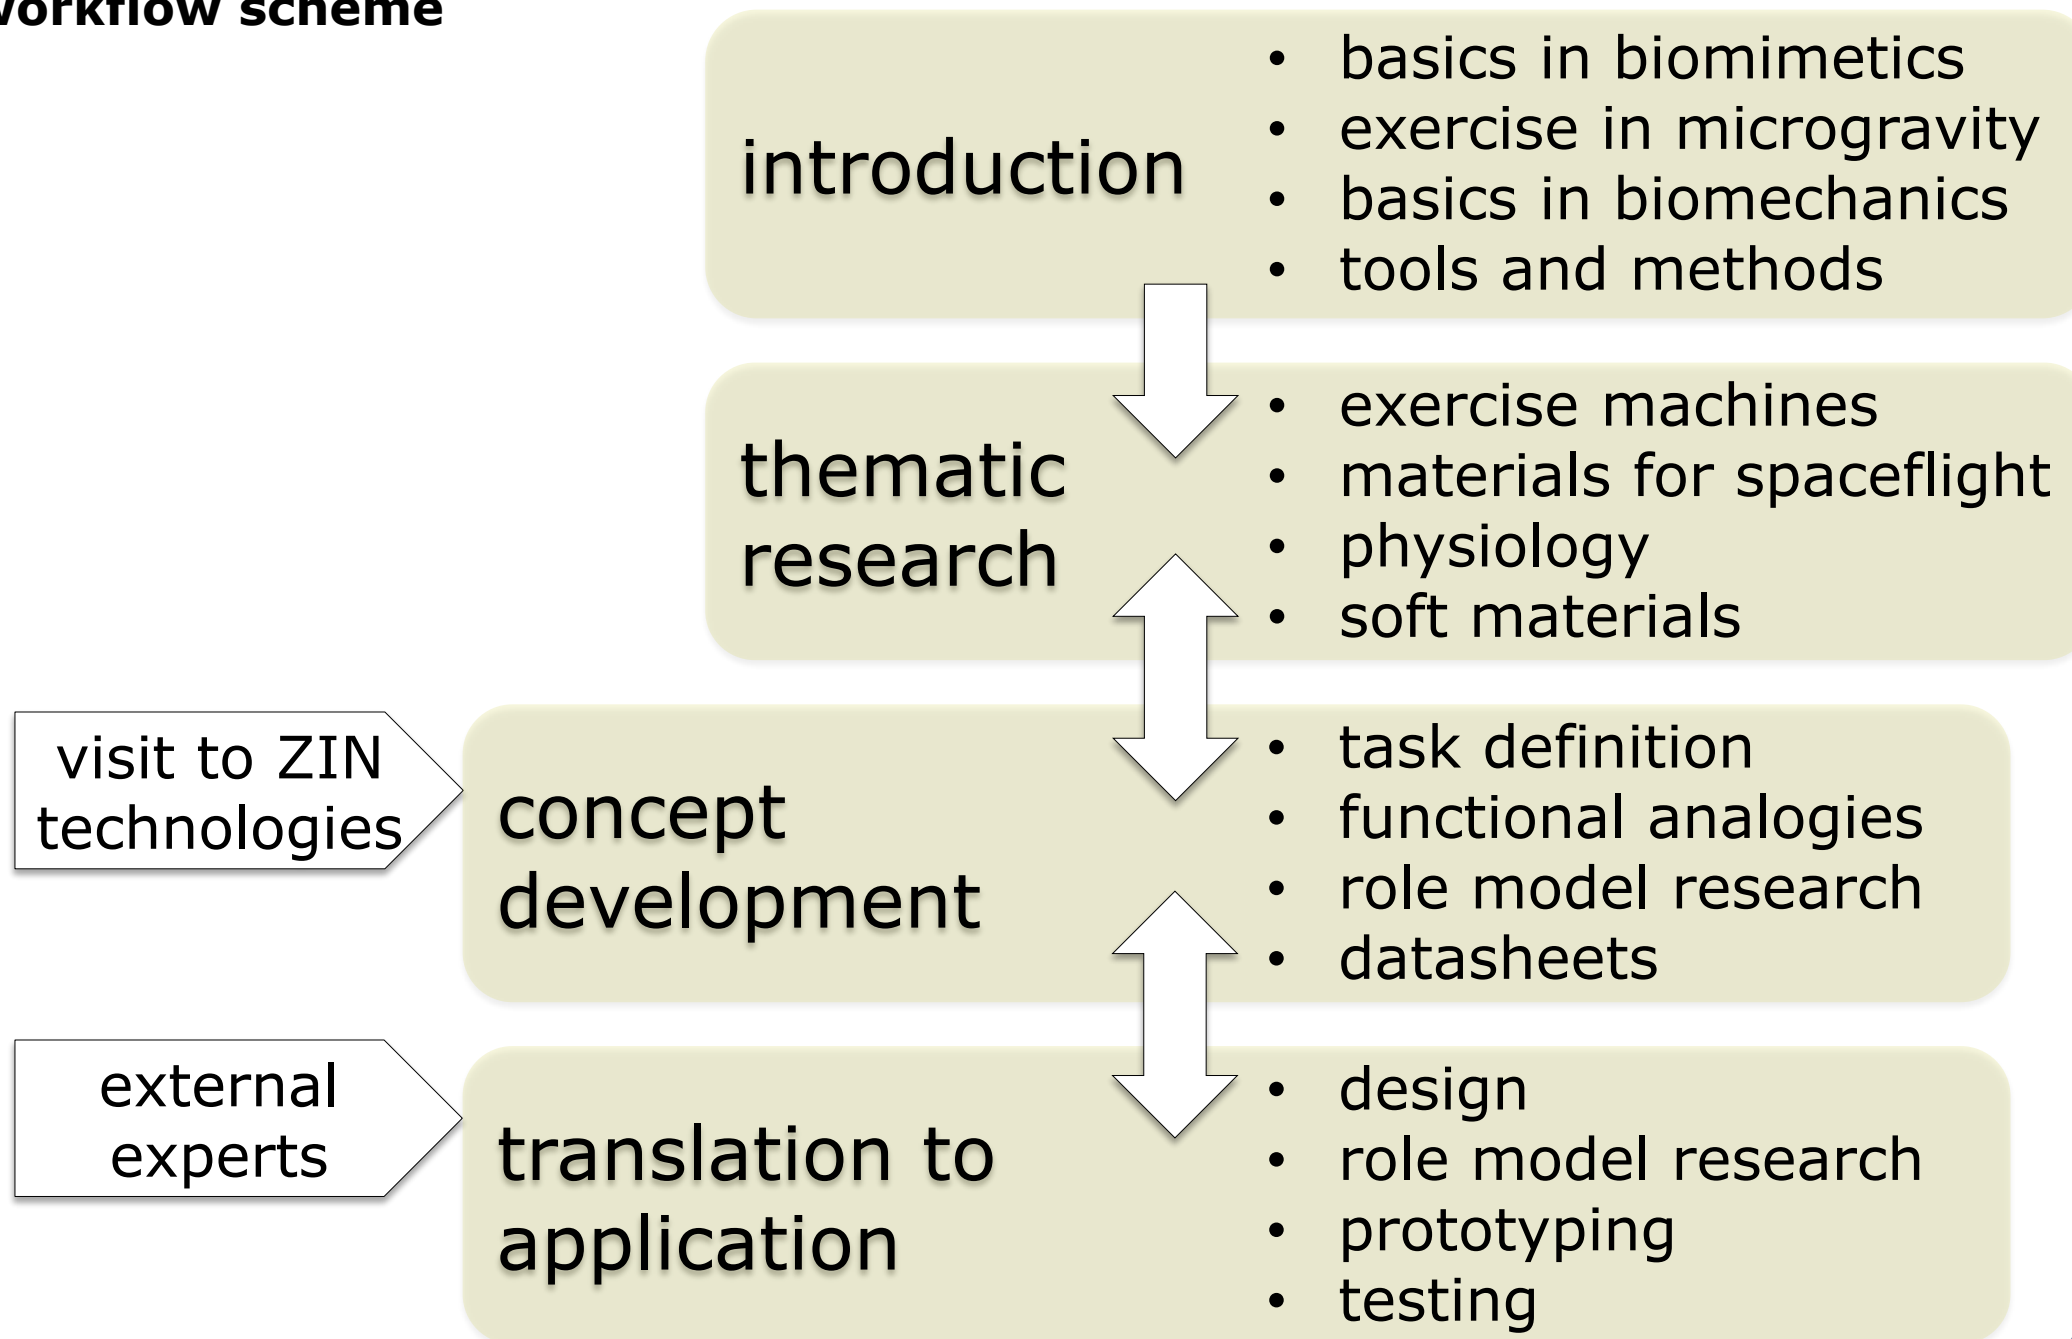 workflow scheme
introduction
• basics in biomimetics
• exercise in microgravity
• basics in biomechanics
• tools and methods
thematic
research
• exercise machines
• materials for spaceflight
• physiology
• soft materials
visit to ZIN
technologies
concept
development
• task definition
• functional analogies
• role model research
• datasheets
external
experts
translation to
application
• design
• role model research
• prototyping
• testing